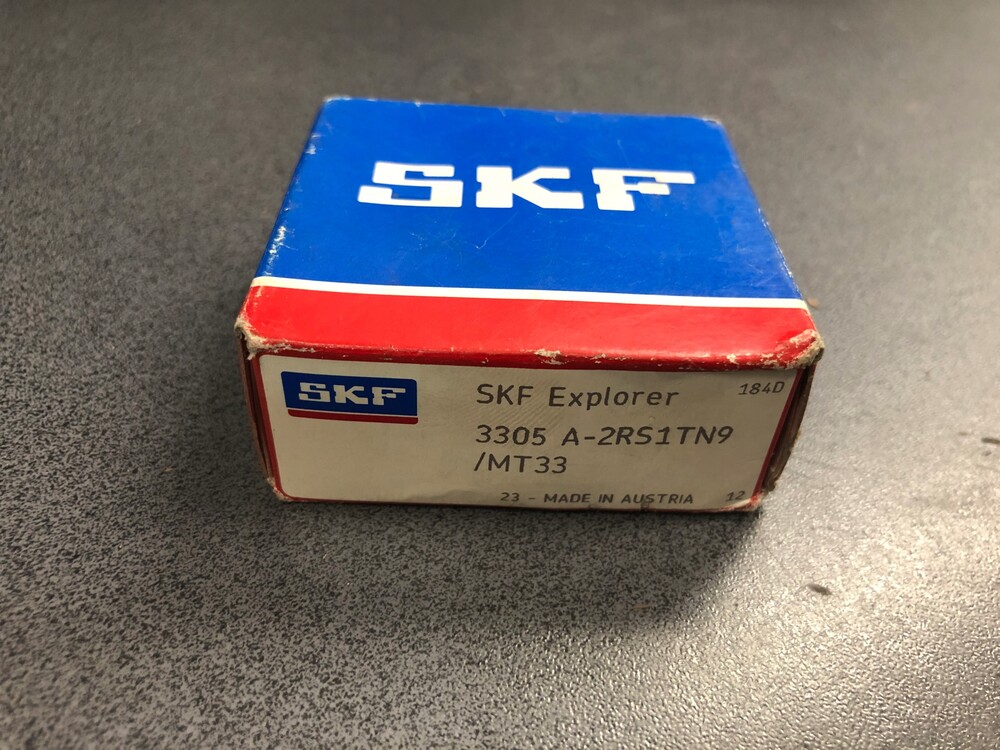 SKF
SKF
SKF Explorer
184D
3305 A-2RS1TN9
/MT33
23 - MADE IN AUSTRIA
12